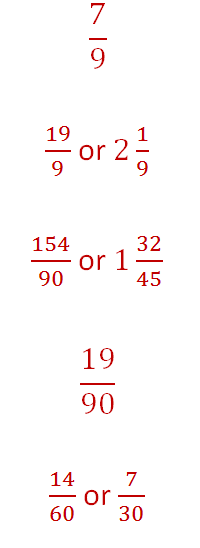 7/9
19/9 or 2 1/9
154/90 or 1 32/45
19/90
14/60 or 7/30